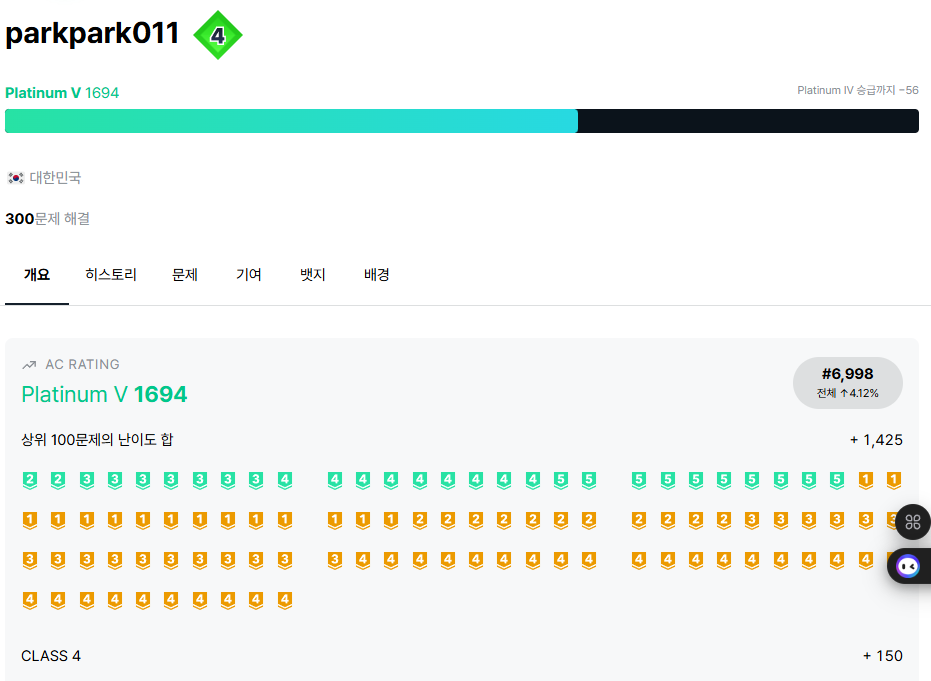 parkpark011 4
Platinum V 1694
Platinum IV 승급까지 −56
대한민국
300문제 해결
개요 히스토리 문제 기여 뱃지 배경
AC RATING
Platinum V 1694
#6,998
전체 ↑4.12%
상위 100문제의 난이도 합 + 1,425
2 2 3 3 3 3 3 3 3 4 4 4 4 4 4 4 4 4 5 5 5 5 5 5 5 5 5 5 1 1
1 1 1 1 1 1 1 1 1 1 1 1 1 2 2 2 2 2 2 2 2 2 2 2 3 3 3 3 3 3
3 3 3 3 3 3 3 3 3 3 3 4 4 4 4 4 4 4 4 4 4 4 4 4 4 4 4 4 4
4 4 4 4 4 4 4 4 4 4
CLASS 4 + 150